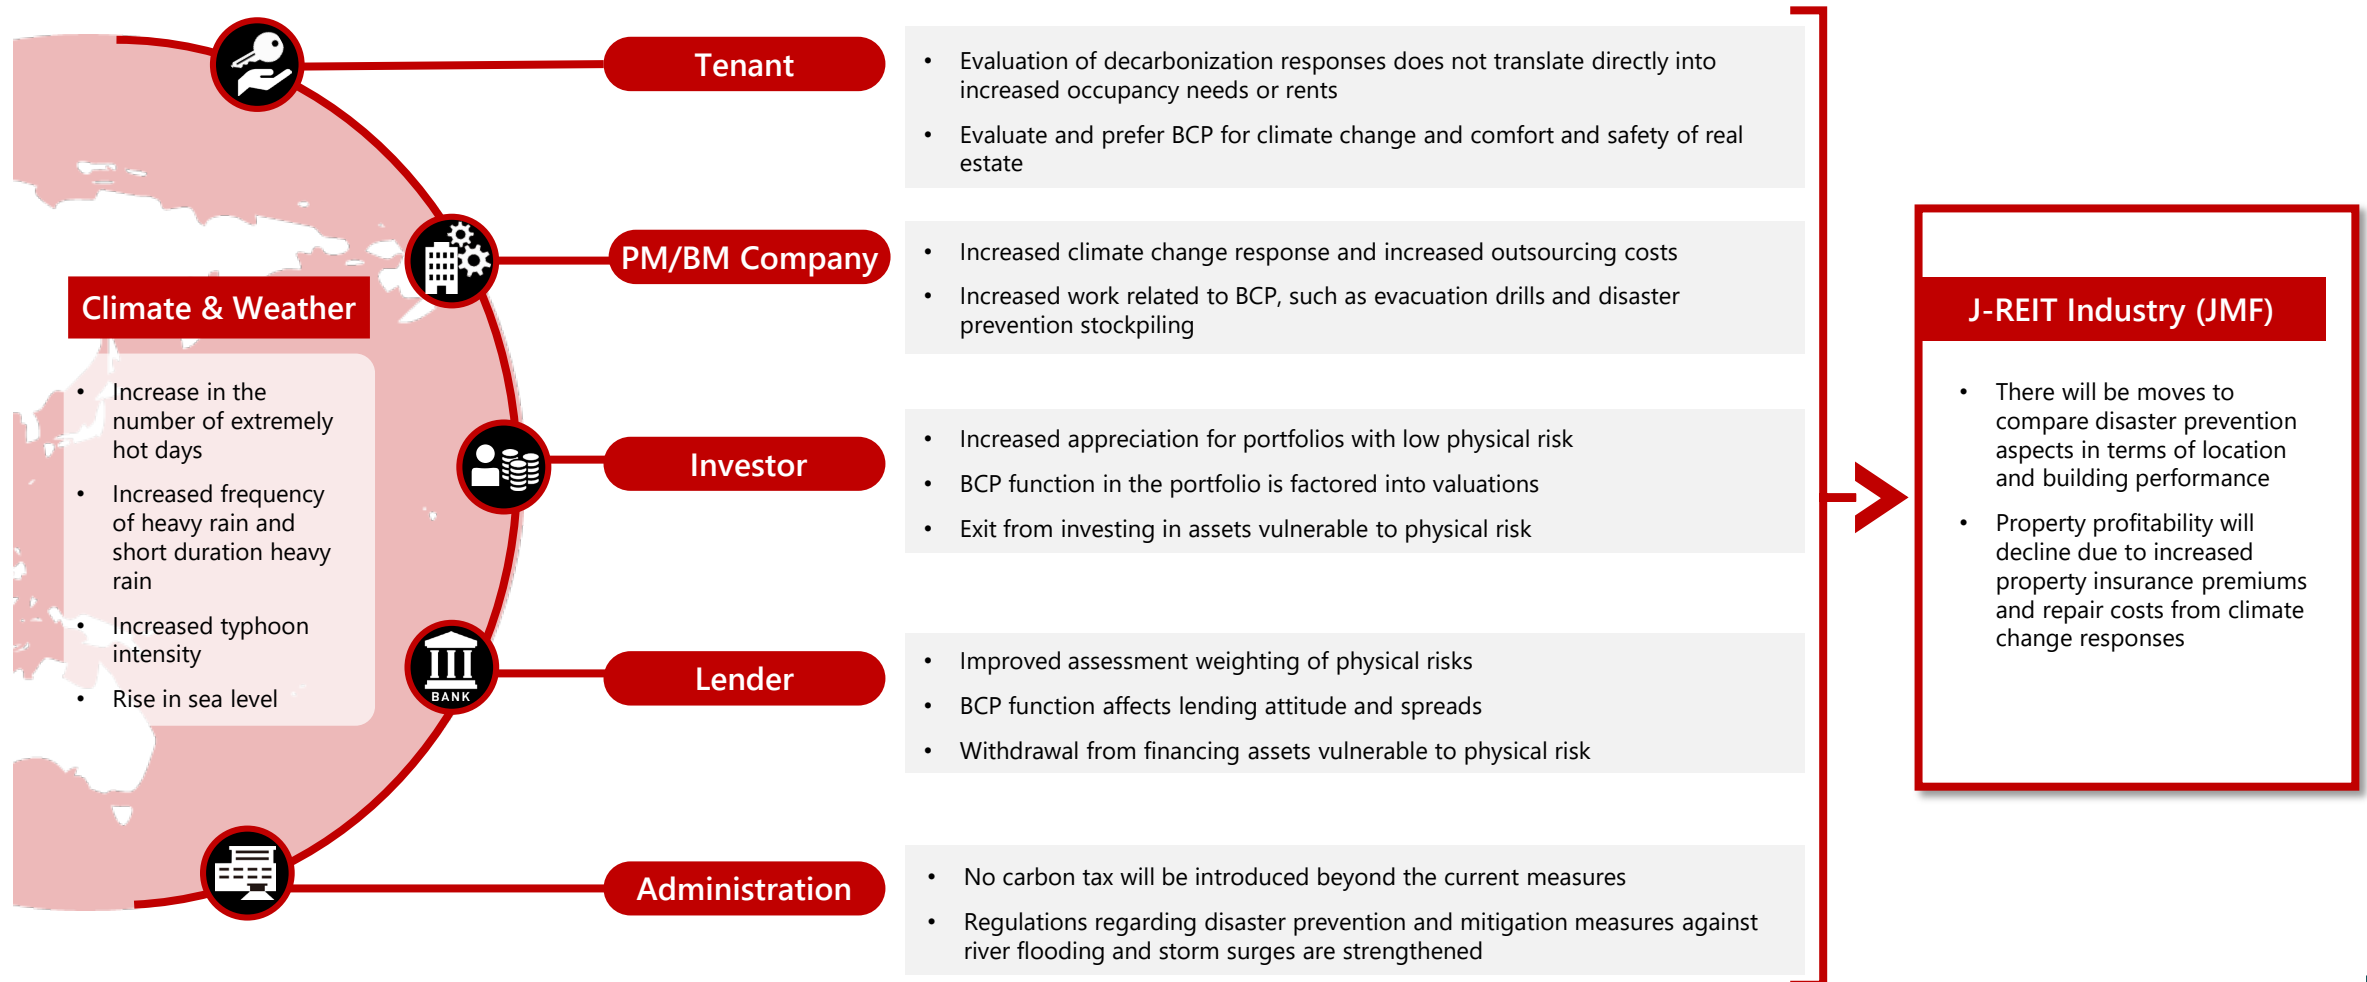 Climate & Weather
• Increase in the
number of extremely
hot days
• Increased frequency
of heavy rain and
short duration heavy
rain
• Increased typhoon
intensity
• Rise in sea level
Tenant
• Evaluation of decarbonization responses does not translate directly into
increased occupancy needs or rents
• Evaluate and prefer BCP for climate change and comfort and safety of real
estate
PM/BM Company
• Increased climate change response and increased outsourcing costs
• Increased work related to BCP, such as evacuation drills and disaster
prevention stockpiling
Investor
• Increased appreciation for portfolios with low physical risk
• BCP function in the portfolio is factored into valuations
• Exit from investing in assets vulnerable to physical risk
BANK
Lender
• Improved assessment weighting of physical risks
• BCP function affects lending attitude and spreads
• Withdrawal from financing assets vulnerable to physical risk
Administration
• No carbon tax will be introduced beyond the current measures
• Regulations regarding disaster prevention and mitigation measures against
river flooding and storm surges are strengthened
J-REIT Industry (JMF)
• There will be moves to
compare disaster prevention
aspects in terms of location
and building performance
• Property profitability will
decline due to increased
property insurance premiums
and repair costs from climate
change responses